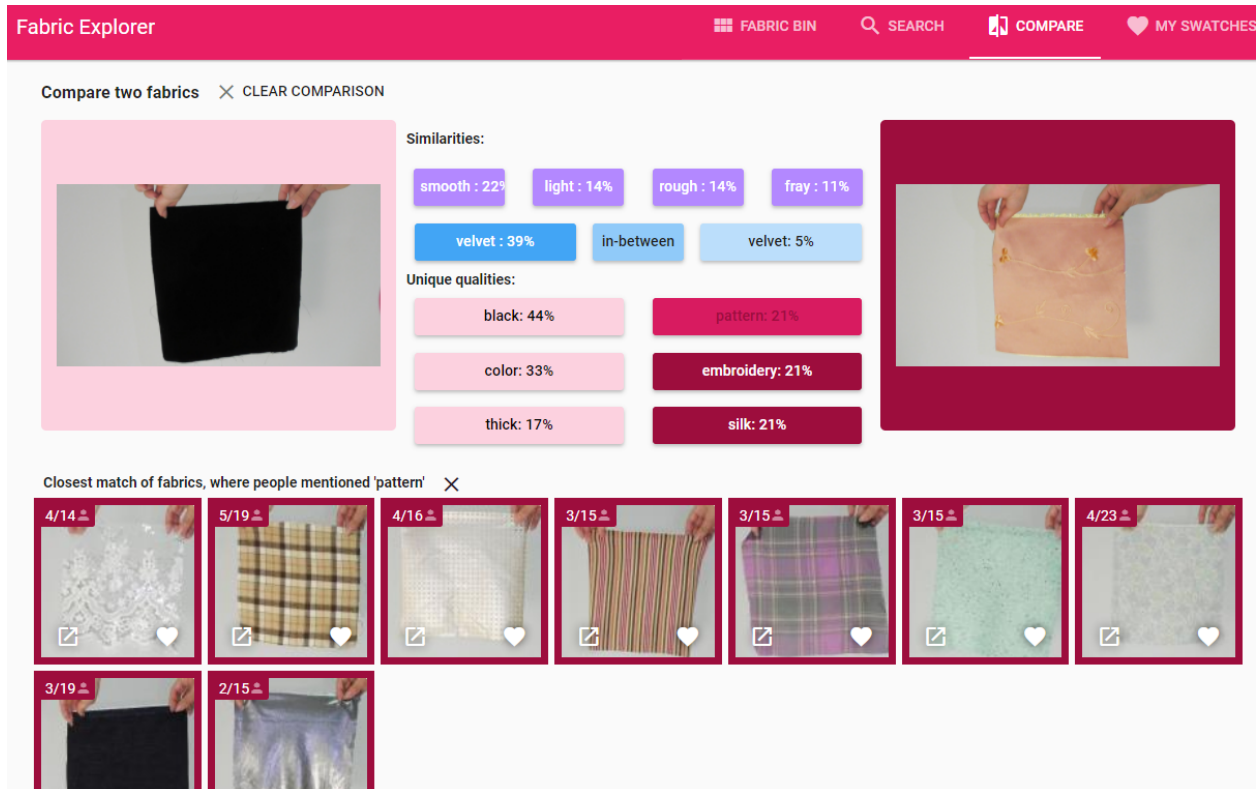 Fabric Explorer
FABRIC BIN
SEARCH
COMPARE
MY SWATCHES
Compare two fabrics
CLEAR COMPARISON
Similarities:
smooth : 22%
light : 14%
rough : 14%
fray : 11%
velvet : 39%
in-between
velvet: 5%
Unique qualities:
black: 44%
pattern: 21%
color: 33%
embroidery: 21%
thick: 17%
silk: 21%
Closest match of fabrics, where people mentioned 'pattern'
4/14
5/19
4/16
3/15
3/15
3/15
4/23
3/19
2/15